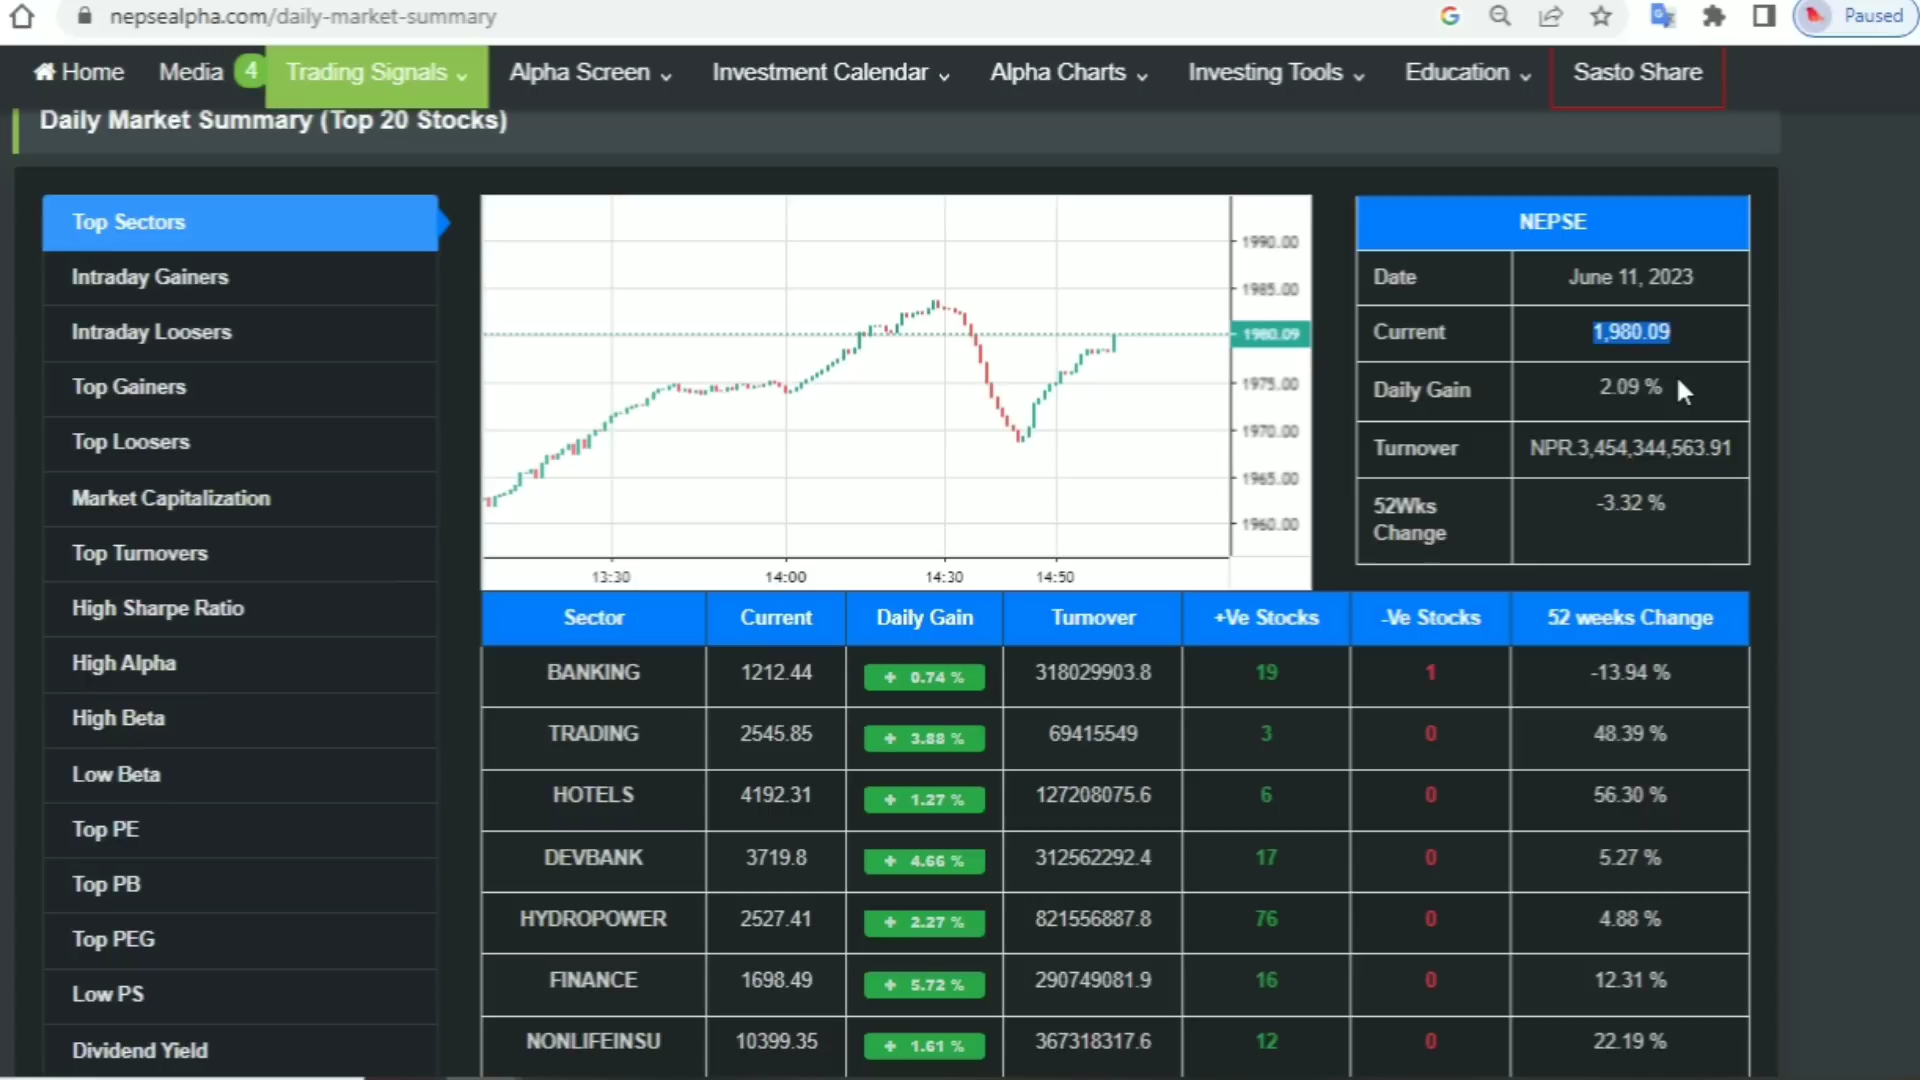 nepsealpha.com/daily-market-summary
Paused
Home Media 4 Trading Signals Alpha Screen Investment Calendar Alpha Charts Investing Tools Education Sasto Share
Daily Market Summary (Top 20 Stocks)
Top Sectors
Intraday Gainers
Intraday Loosers
Top Gainers
Top Loosers
Market Capitalization
Top Turnovers
High Sharpe Ratio
High Alpha
High Beta
Low Beta
Top PE
Top PB
Top PEG
Low PS
Dividend Yield
1990.00
1985.00
1980.09
1975.00
1970.00
1965.00
1960.00
13:30 14:00 14:30 14:50
NEPSE
Date June 11, 2023
Current 1,980.09
Daily Gain 2.09 %
Turnover NPR.3,454,344,563.91
52Wks Change -3.32 %
Sector Current Daily Gain Turnover +Ve Stocks -Ve Stocks 52 weeks Change
BANKING 1212.44 + 0.74 % 318029903.8 19 1 -13.94 %
TRADING 2545.85 + 3.88 % 69415549 3 0 48.39 %
HOTELS 4192.31 + 1.27 % 127208075.6 6 0 56.30 %
DEVBANK 3719.8 + 4.66 % 312562292.4 17 0 5.27 %
HYDROPOWER 2527.41 + 2.27 % 821556887.8 76 0 4.88 %
FINANCE 1698.49 + 5.72 % 290749081.9 16 0 12.31 %
NONLIFEINSU 10399.35 + 1.61 % 367318317.6 12 0 22.19 %